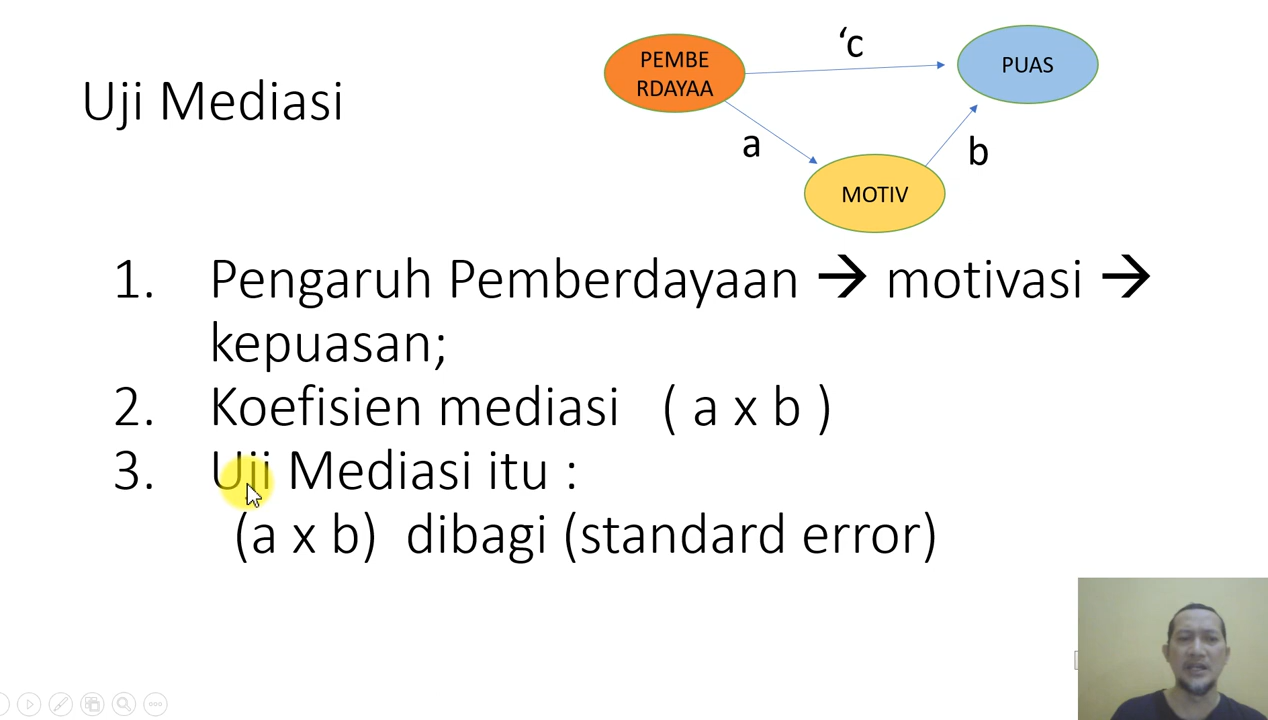 Uji Mediasi
PEMBE
RDAYAA
‘c
PUAS
a
b
MOTIV
1. Pengaruh Pemberdayaan → motivasi →
kepuasan;
2. Koefisien mediasi ( a x b )
3. Uji Mediasi itu :
(a x b) dibagi (standard error)